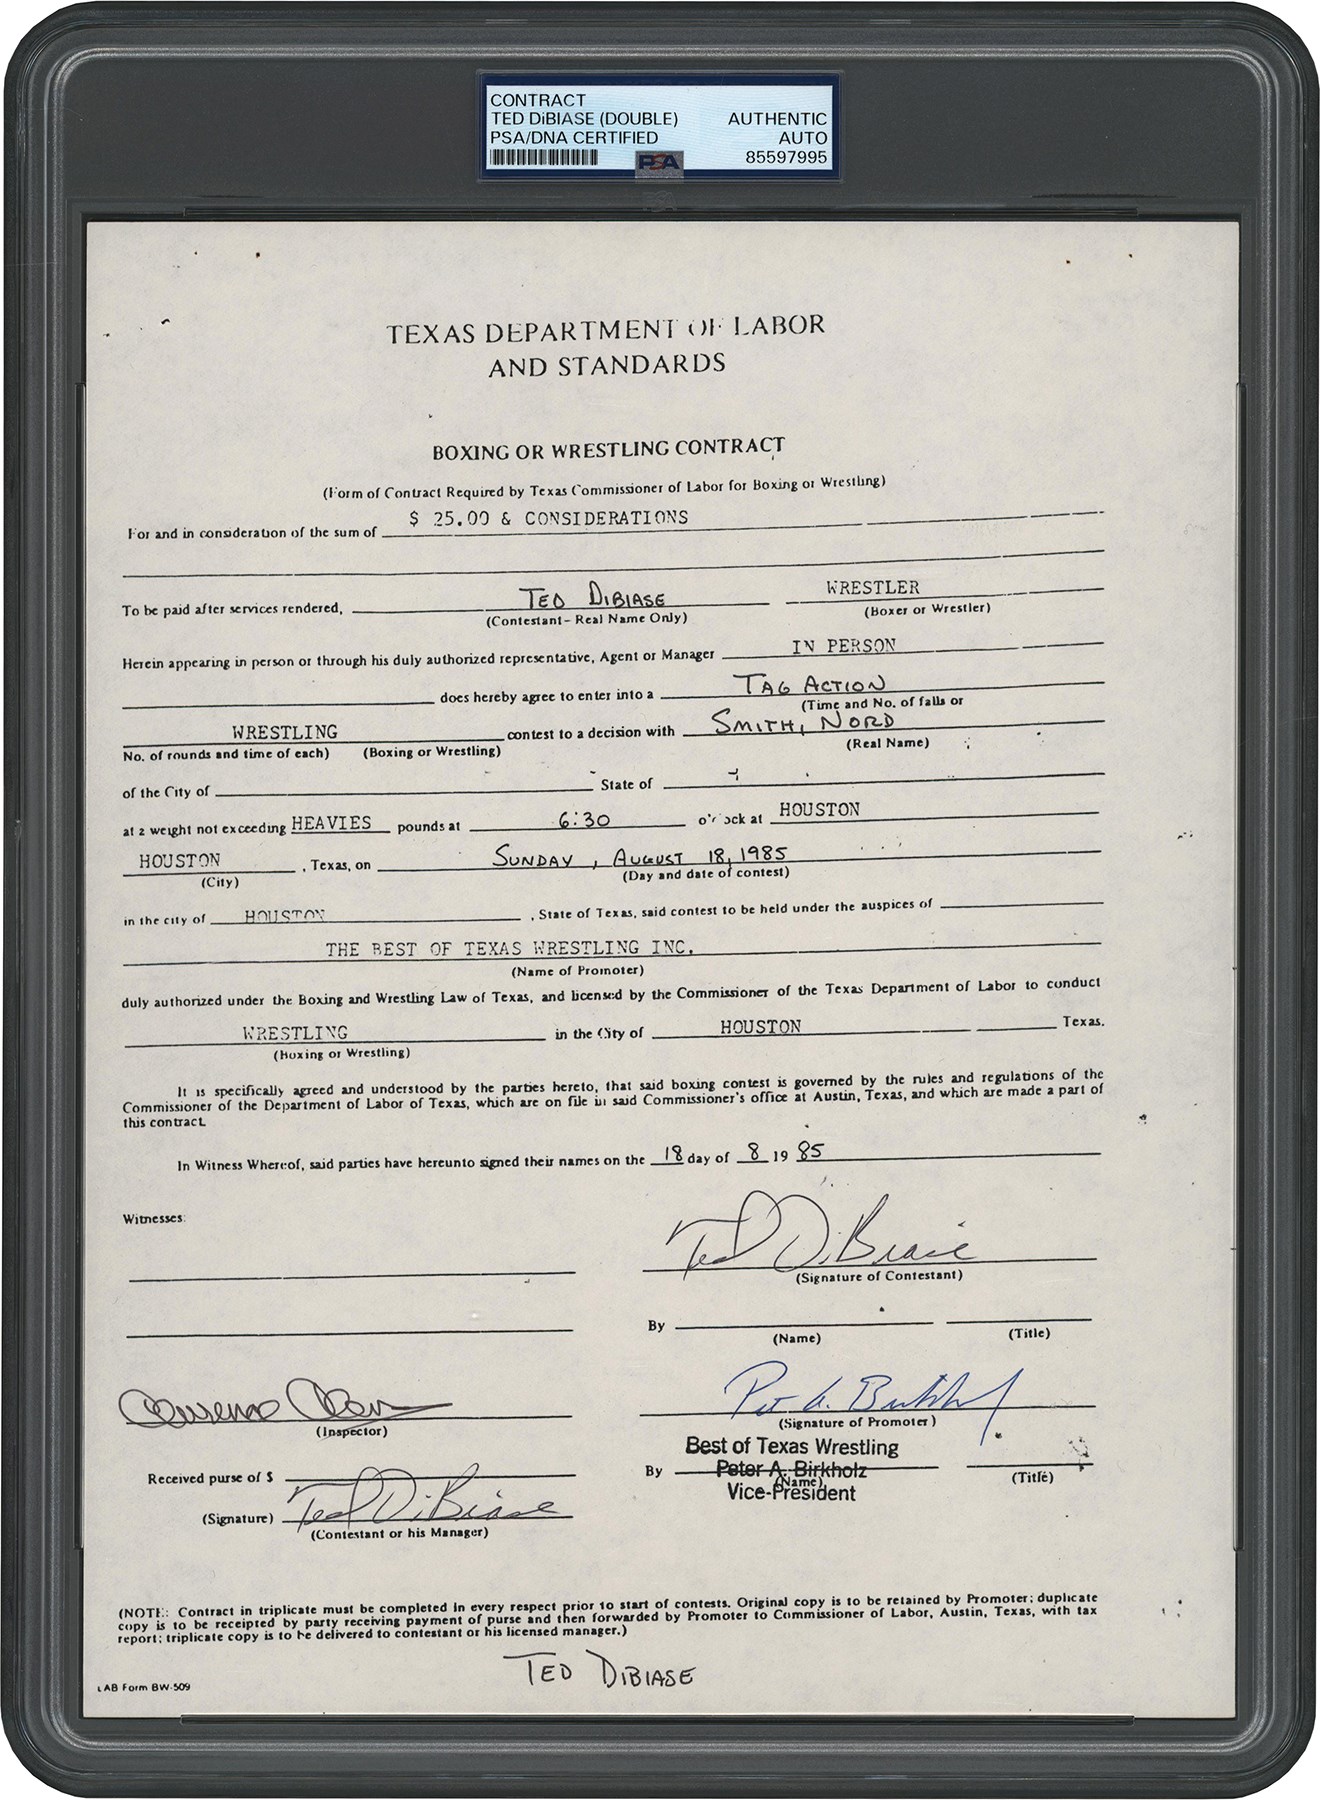 CONTRACT
TED DiBIASE (DOUBLE) AUTHENTIC
PSA/DNA CERTIFIED AUTO
PSA 85597995
TEXAS DEPARTMENT OF LABOR
AND STANDARDS
BOXING OR WRESTLING CONTRACT
(Form of Contract Required by Texas Commissioner of Labor for Boxing or Wrestling)
For and in consideration of the sum of $ 25.00 & CONSIDERATIONS
To be paid after services rendered, TED DIBIASE WRESTLER
(Contestant- Real Name Only) (Boxer or Wrestler)
Herein appearing in person or through his duly authorized representative, Agent or Manager IN PERSON
does hereby agree to enter into a TAG ACTION
(Time and No. of falls or
WRESTLING contest to a decision with SMITH, NORD
No. of rounds and time of each) (Boxing or Wrestling) (Real Name)
of the City of State of
at a weight not exceeding HEAVIES pounds at 6:30 o'clock at HOUSTON
HOUSTON , Texas, on SUNDAY, AUGUST 18, 1985
(City) (Day and date of contest)
in the city of HOUSTON , State of Texas, said contest to be held under the auspices of
THE BEST OF TEXAS WRESTLING INC.
(Name of Promoter)
duly authorized under the Boxing and Wrestling Law of Texas, and licensed by the Commissioner of the Texas Department of Labor to conduct
WRESTLING in the City of HOUSTON Texas.
(Boxing or Wrestling)
It is specifically agreed and understood by the parties hereto, that said boxing contest is governed by the rules and regulations of the
Commissioner of the Department of Labor of Texas, which are on file in said Commissioner's office at Austin, Texas, and which are made a part of
this contract.
In Witness Whereof, said parties have hereunto signed their names on the 18 day of 8 19 85
Witnesses:
Ted DiBiase
(Signature of Contestant)
By
(Name) (Title)
Pet A. Birkholz
(Inspector) (Signature of Promoter)
Best of Texas Wrestling
Received purse of $ By Peter A. Birkholz
(Name) (Title)
Vice-President
(Signature) Ted DiBiase
(Contestant or his Manager)
(NOTE: Contract in triplicate must be completed in every respect prior to start of contests. Original copy is to be retained by Promoter; duplicate
copy is to be receipted by party receiving payment of purse and then forwarded by Promoter to Commissioner of Labor, Austin, Texas, with tax
report; triplicate copy is to be delivered to contestant or his licensed manager.)
TED DIBIASE
LAB Form BW-509